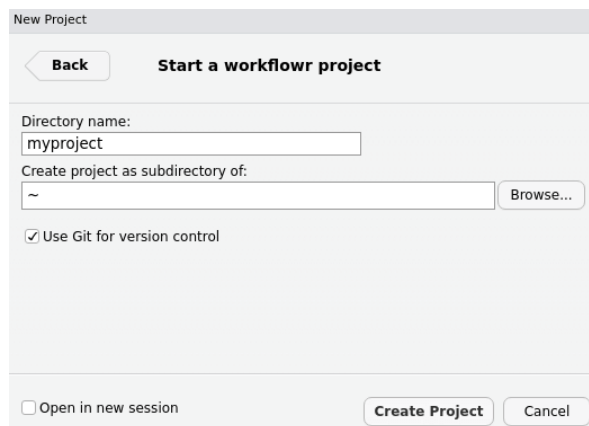 New Project
Back
Start a workflowr project
Directory name:
myproject
Create project as subdirectory of:
~
Browse...
Use Git for version control
Open in new session
Create Project
Cancel